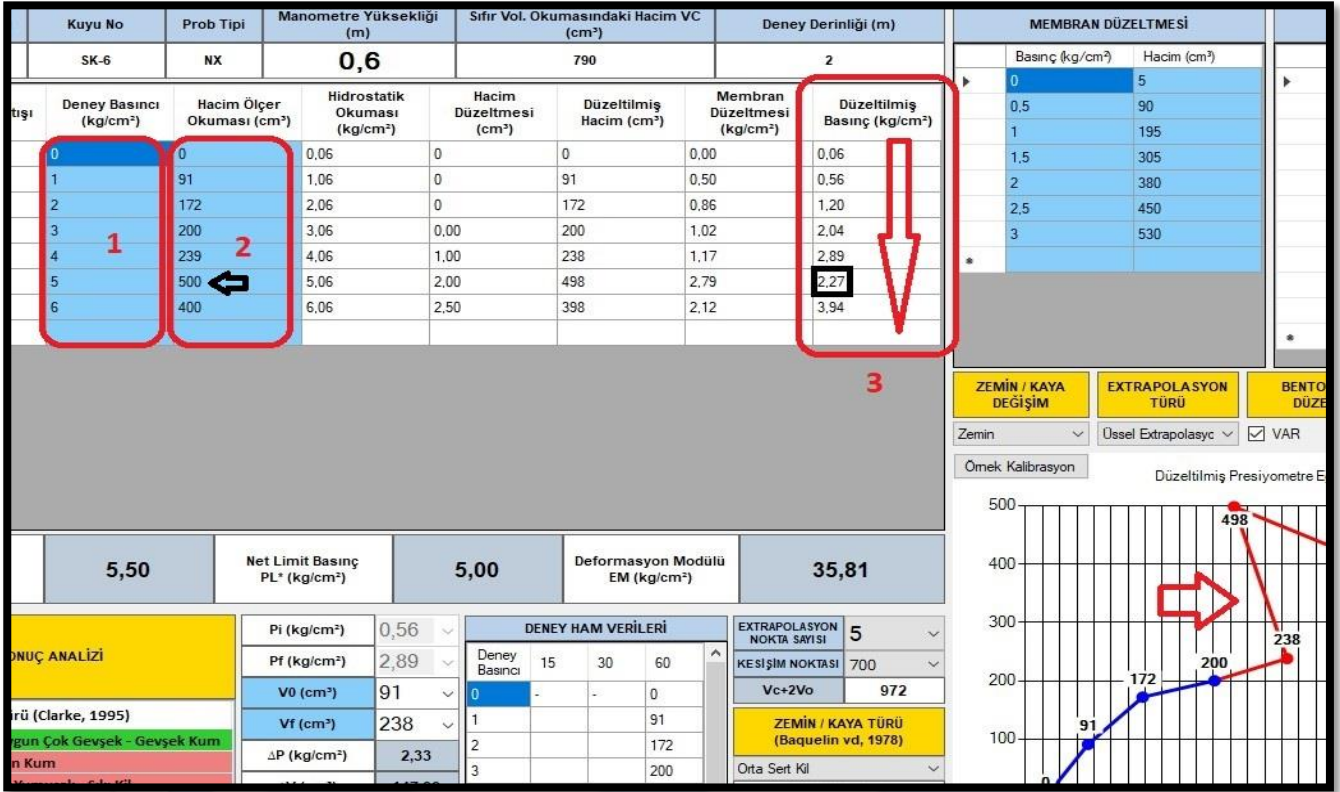 Kuyu No Prob Tipi Manometre Yüksekliği (m) Sıfır Vol. Okumasındaki Hacim VC (cm³) Deney Derinliği (m)
SK-6 NX 0,6 790 2
Deney Basıncı (kg/cm²) Hacim Ölçer Okuması (cm³) Hidrostatik Okuması (kg/cm²) Hacim Düzeltmesi (cm³) Düzeltilmiş Hacim (cm³) Membran Düzeltmesi (kg/cm²) Düzeltilmiş Basınç (kg/cm²)
0 0 0,06 0 0 0,00 0,06
1 91 1,06 0 91 0,50 0,56
2 172 2,06 0 172 0,86 1,20
3 200 3,06 0,00 200 1,02 2,04
4 239 4,06 1,00 238 1,17 2,89
5 500 5,06 2,00 498 2,79 2,27
6 400 6,06 2,50 398 2,12 3,94
1
2
3
MEMBRAN DÜZELTMESİ
Basınç (kg/cm²) Hacim (cm³)
0 5
0,5 90
1 195
1,5 305
2 380
2,5 450
3 530
*
*
ZEMİN / KAYA DEĞİŞİM
EXTRAPOLASYON TÜRÜ
Zemin
Üssel Extrapolasyc
VAR
Örnek Kalibrasyon
Düzeltilmiş Presiyometre E
500
400
300
200
100
0
91
172
200
238
498
5,50
Net Limit Basınç PL* (kg/cm²)
5,00
Deformasyon Modülü EM (kg/cm²)
35,81
ONUÇ ANALİZİ
rü (Clarke, 1995)
ygun Çok Gevşek - Gevşek Kum
n Kum
Pi (kg/cm²) 0,56
Pf (kg/cm²) 2,89
V0 (cm³) 91
Vf (cm³) 238
ΔP (kg/cm²) 2,33
DENEY HAM VERİLERİ
Deney Basıncı 15 30 60
0 - - 0
1 91
2 172
3 200
EXTRAPOLASYON NOKTA SAYISI 5
KESİŞİM NOKTASI 700
Vc+2Vo 972
ZEMİN / KAYA TÜRÜ
(Baquelin vd, 1978)
Orta Sert Kil